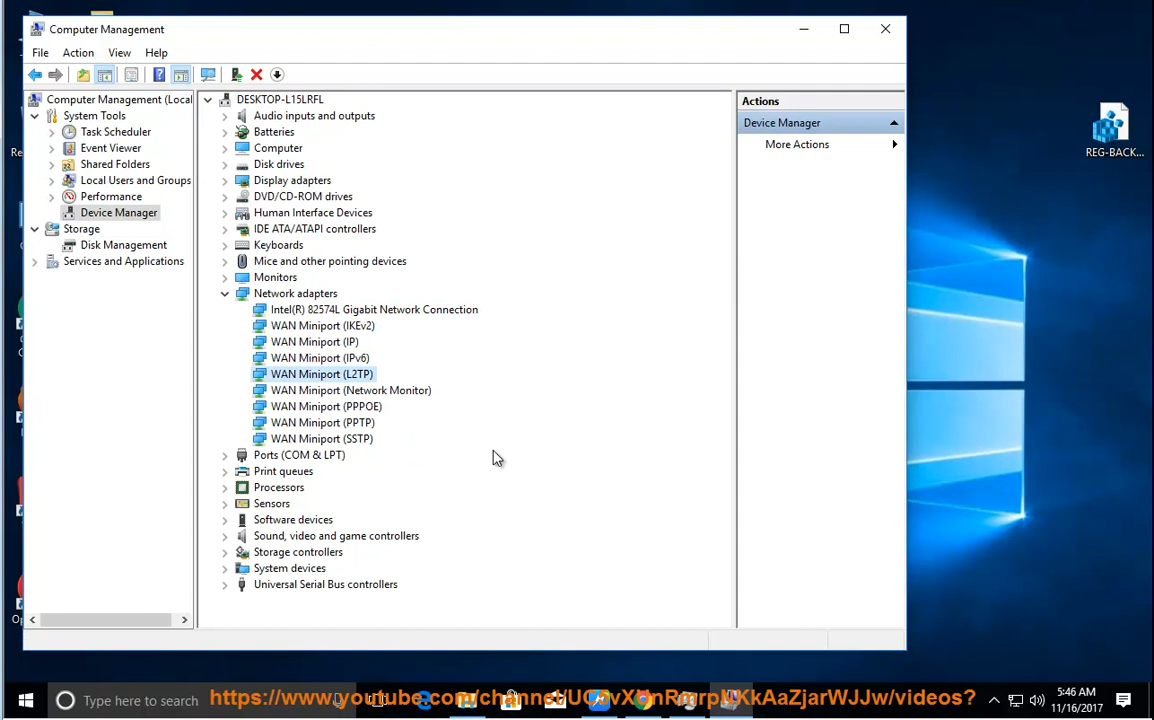 Computer Management
File Action View Help
Computer Management (Local
System Tools
Task Scheduler
Event Viewer
Shared Folders
Local Users and Groups
Performance
Device Manager
Storage
Disk Management
Services and Applications
DESKTOP-L15LRFL
Audio inputs and outputs
Batteries
Computer
Disk drives
Display adapters
DVD/CD-ROM drives
Human Interface Devices
IDE ATA/ATAPI controllers
Keyboards
Mice and other pointing devices
Monitors
Network adapters
Intel(R) 82574L Gigabit Network Connection
WAN Miniport (IKEv2)
WAN Miniport (IP)
WAN Miniport (IPv6)
WAN Miniport (L2TP)
WAN Miniport (Network Monitor)
WAN Miniport (PPPOE)
WAN Miniport (PPTP)
WAN Miniport (SSTP)
Ports (COM & LPT)
Print queues
Processors
Sensors
Software devices
Sound, video and game controllers
Storage controllers
System devices
Universal Serial Bus controllers
Actions
Device Manager
More Actions
REG-BACK...
Type here to search
5:46 AM
11/16/2017